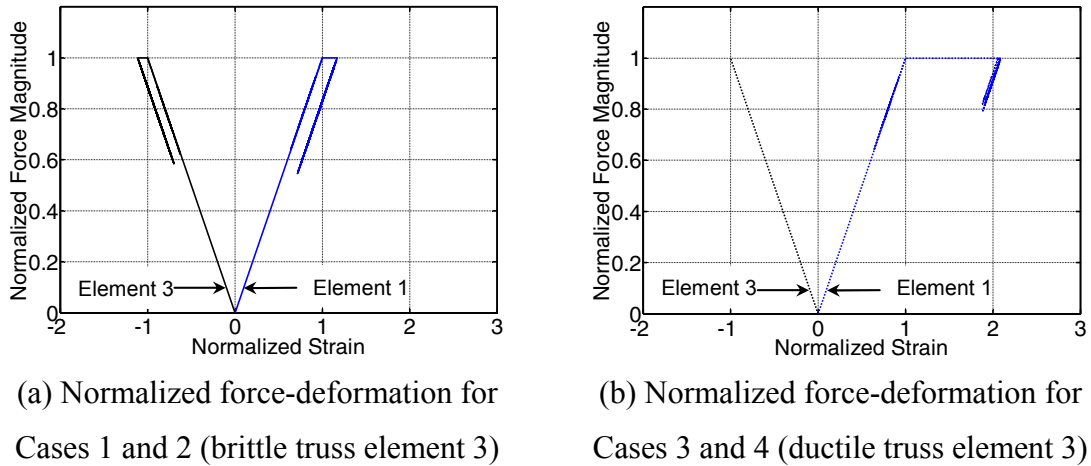 Normalized Force Magnitude
1
0.8
0.6
0.4
0.2
0
Element 3
Element 1
-2
-1
0
1
2
3
Normalized Strain
(a) Normalized force-deformation for
Cases 1 and 2 (brittle truss element 3)
Normalized Force Magnitude
1
0.8
0.6
0.4
0.2
0
Element 3
Element 1
-2
-1
0
1
2
3
Normalized Strain
(b) Normalized force-deformation for
Cases 3 and 4 (ductile truss element 3)